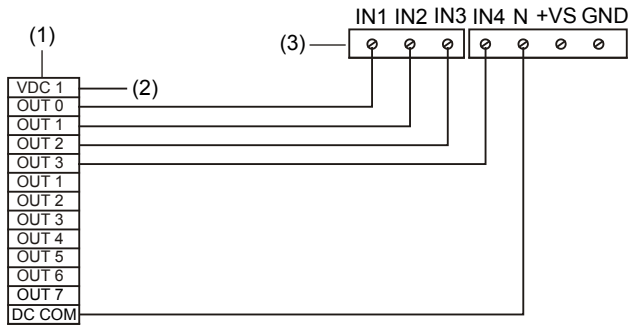 IN1 IN2 IN3 IN4 N +VS GND
(1)
(3)
VDC 1
(2)
OUT 0
OUT 1
OUT 2
OUT 3
OUT 1
OUT 2
OUT 3
OUT 4
OUT 5
OUT 6
OUT 7
DC COM